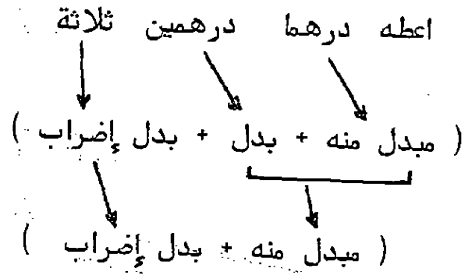 اعطه درهما درهمين ثلاثة
( مبدل منه + بدل + بدل إضراب )
( مبدل منه + بدل إضراب )